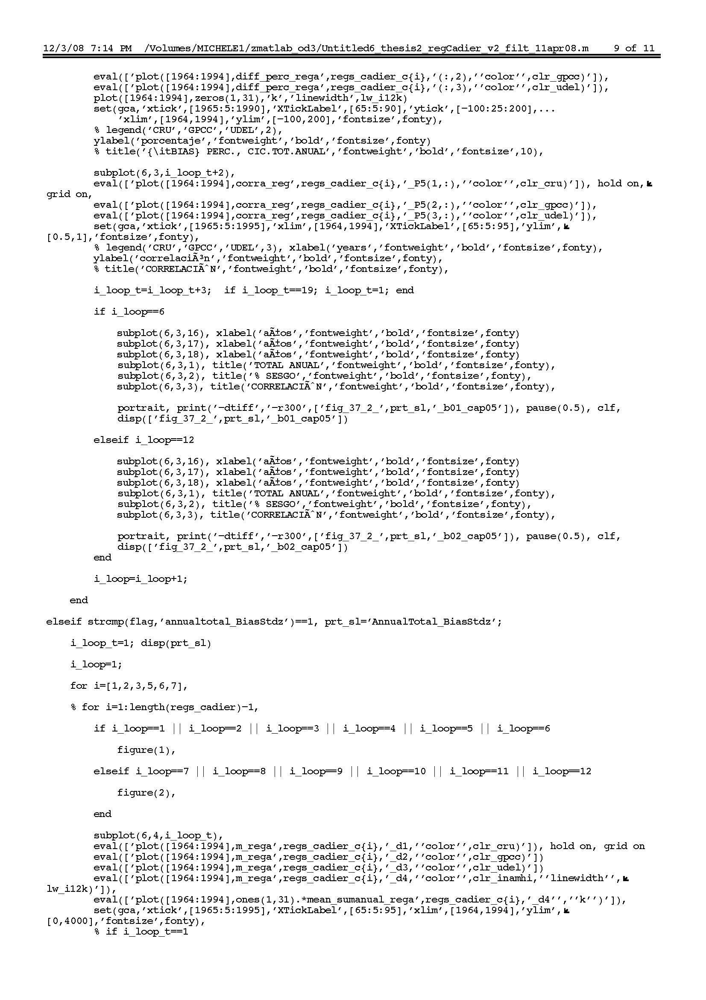 12/3/08 7:14 PM  /Volumes/MICHELE1/zmatlab_od3/Untitled6_thesis2_regCadier_v2_filt_11apr08.m    9 of 11
        eval(['plot([1964:1994],diff_perc_rega',regs_cadier_c{i},'(:,2),''color'',clr_gpcc)']),
        eval(['plot([1964:1994],diff_perc_rega',regs_cadier_c{i},'(:,3),''color'',clr_udel)']),
        plot([1964:1994],zeros(1,31),'k','linewidth',lw_i12k)
        set(gca,'xtick',[1965:5:1990],'XTickLabel',[65:5:90],'ytick',[-100:25:200],...
            'xlim',[1964,1994],'ylim',[-100,200],'fontsize',fonty),
        % legend('CRU','GPCC','UDEL',2),
        ylabel('porcentaje','fontweight','bold','fontsize',fonty)
        % title('{\itBIAS} PERC., CIC.TOT.ANUAL','fontweight','bold','fontsize',10),
        subplot(6,3,i_loop_t+2),
        eval(['plot([1964:1994],corra_reg',regs_cadier_c{i},'_P5(1,:),''color'',clr_cru)']), hold on,
grid on,
        eval(['plot([1964:1994],corra_reg',regs_cadier_c{i},'_P5(2,:),''color'',clr_gpcc)']),
        eval(['plot([1964:1994],corra_reg',regs_cadier_c{i},'_P5(3,:),''color'',clr_udel)']),
        set(gca,'xtick',[1965:5:1995],'xlim',[1964,1994],'XTickLabel',[65:5:95],'ylim',
[0.5,1],'fontsize',fonty),
        % legend('CRU','GPCC','UDEL',3), xlabel('years','fontweight','bold','fontsize',fonty),
        ylabel('correlaciÃ³n','fontweight','bold','fontsize',fonty),
        % title('CORRELACIÃˆN','fontweight','bold','fontsize',fonty),
        i_loop_t=i_loop_t+3;  if i_loop_t==19; i_loop_t=1; end
        if i_loop==6
            subplot(6,3,16), xlabel('aÃ±os','fontweight','bold','fontsize',fonty)
            subplot(6,3,17), xlabel('aÃ±os','fontweight','bold','fontsize',fonty)
            subplot(6,3,18), xlabel('aÃ±os','fontweight','bold','fontsize',fonty)
            subplot(6,3,1), title('TOTAL ANUAL','fontweight','bold','fontsize',fonty),
            subplot(6,3,2), title('% SESGO','fontweight','bold','fontsize',fonty),
            subplot(6,3,3), title('CORRELACIÃˆN','fontweight','bold','fontsize',fonty),
            portrait, print('-dtiff','-r300',['fig_37_2_',prt_sl,'_b01_cap05']), pause(0.5), clf,
            disp(['fig_37_2_',prt_sl,'_b01_cap05'])
        elseif i_loop==12
            subplot(6,3,16), xlabel('aÃ±os','fontweight','bold','fontsize',fonty)
            subplot(6,3,17), xlabel('aÃ±os','fontweight','bold','fontsize',fonty)
            subplot(6,3,18), xlabel('aÃ±os','fontweight','bold','fontsize',fonty)
            subplot(6,3,1), title('TOTAL ANUAL','fontweight','bold','fontsize',fonty),
            subplot(6,3,2), title('% SESGO','fontweight','bold','fontsize',fonty),
            subplot(6,3,3), title('CORRELACIÃˆN','fontweight','bold','fontsize',fonty),
            portrait, print('-dtiff','-r300',['fig_37_2_',prt_sl,'_b02_cap05']), pause(0.5), clf,
            disp(['fig_37_2_',prt_sl,'_b02_cap05'])
        end
        i_loop=i_loop+1;
    end
elseif strcmp(flag,'annualtotal_BiasStdz')==1, prt_sl='AnnualTotal_BiasStdz';
    i_loop_t=1; disp(prt_sl)
    i_loop=1;
    for i=[1,2,3,5,6,7],
    % for i=1:length(regs_cadier)-1,
        if i_loop==1 || i_loop==2 || i_loop==3 || i_loop==4 || i_loop==5 || i_loop==6
            figure(1),
        elseif i_loop==7 || i_loop==8 || i_loop==9 || i_loop==10 || i_loop==11 || i_loop==12
            figure(2),
        end
        subplot(6,4,i_loop_t),
        eval(['plot([1964:1994],m_rega',regs_cadier_c{i},'_d1,''color'',clr_cru)']), hold on, grid on
        eval(['plot([1964:1994],m_rega',regs_cadier_c{i},'_d2,''color'',clr_gpcc)'])
        eval(['plot([1964:1994],m_rega',regs_cadier_c{i},'_d3,''color'',clr_udel)'])
        eval(['plot([1964:1994],m_rega',regs_cadier_c{i},'_d4,''color'',clr_inamhi,''linewidth'',
lw_i12k)']),
        eval(['plot([1964:1994],ones(1,31).*mean_sumanual_rega',regs_cadier_c{i},'_d4'',''k'')']),
        set(gca,'xtick',[1965:5:1995],'XTickLabel',[65:5:95],'xlim',[1964,1994],'ylim',
[0,4000],'fontsize',fonty),
        % if i_loop_t==1